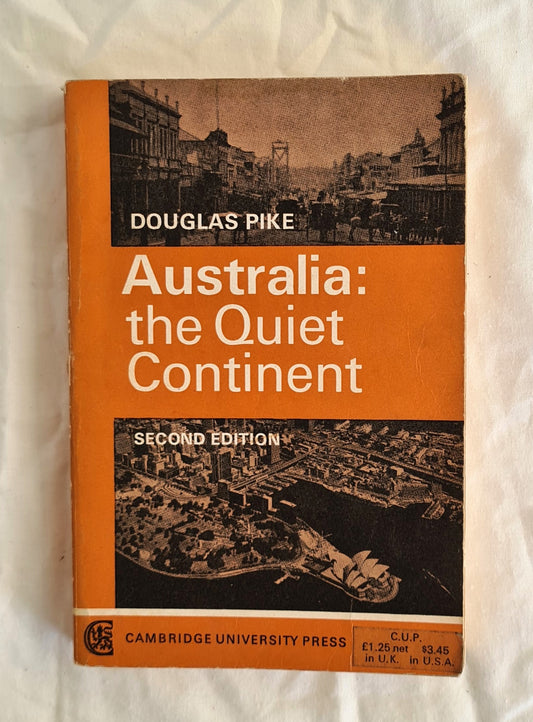 DOUGLAS PIKE
Australia:
the Quiet
Continent
SECOND EDITION
CAMBRIDGE UNIVERSITY PRESS
C.U.P.
£1.25 net $3.45
in U.K. in U.S.A.